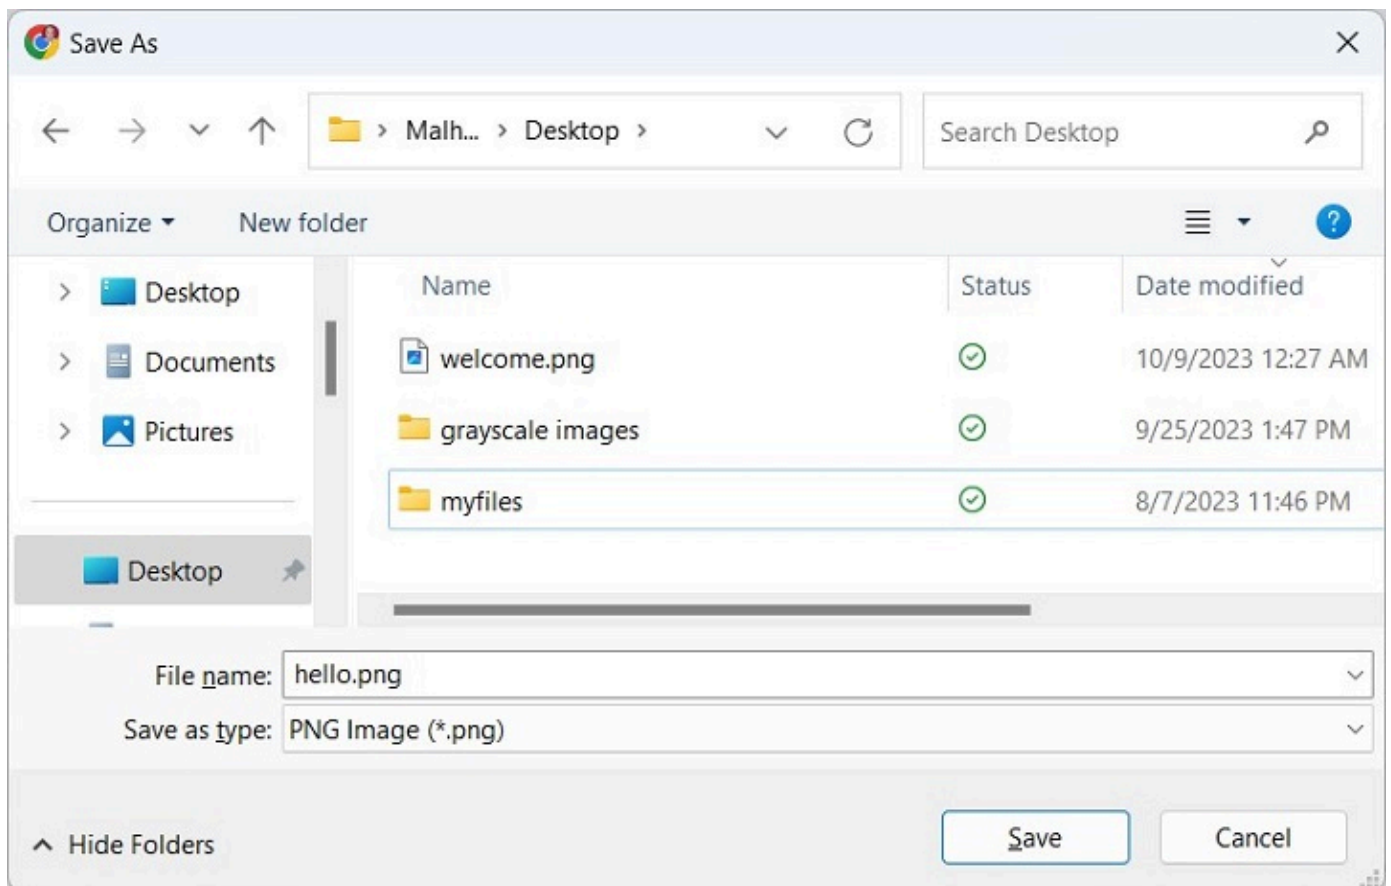 Save As
Malh... Desktop
Search Desktop
Organize
New folder
?
Desktop
Documents
Pictures
Desktop
Name Status Date modified
welcome.png 10/9/2023 12:27 AM
grayscale images 9/25/2023 1:47 PM
myfiles 8/7/2023 11:46 PM
File name: hello.png
Save as type: PNG Image (*.png)
Hide Folders
Save
Cancel